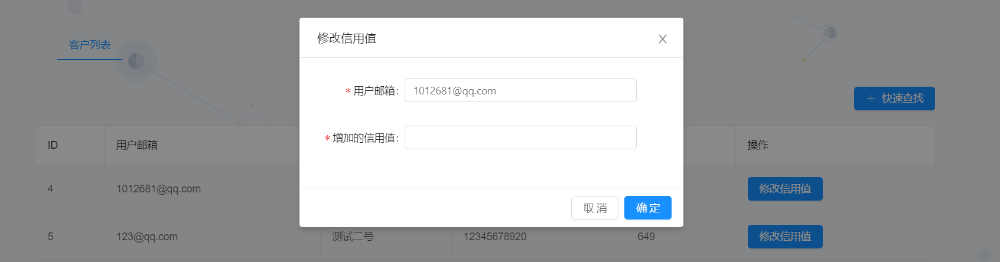 客户列表
修改信用值
* 用户邮箱: 1012681@qq.com
* 增加的信用值:
取 消 确 定
+ 快速查找
ID 用户邮箱 操作
4 1012681@qq.com 修改信用值
5 123@qq.com 测试二号 12345678920 649 修改信用值